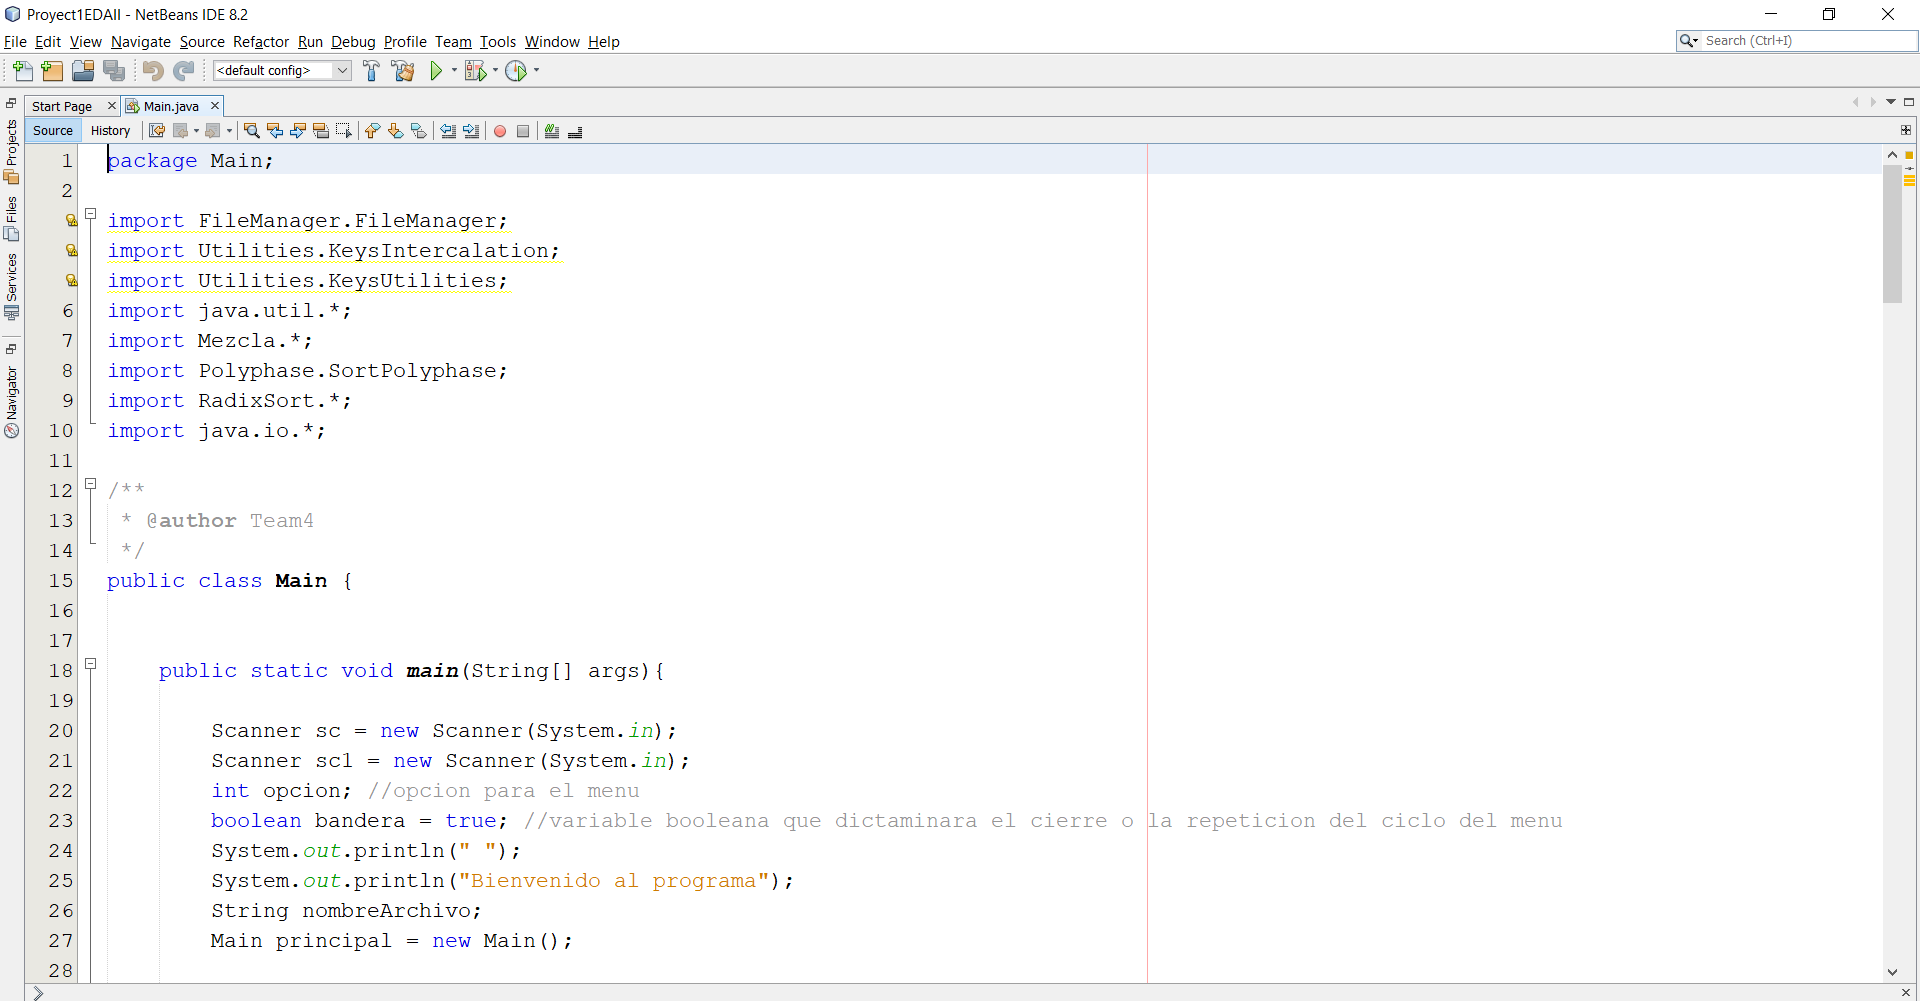 Proyect1EDAII - NetBeans IDE 8.2
File Edit View Navigate Source Refactor Run Debug Profile Team Tools Window Help
Search (Ctrl+I)
<default config>
Start Page Main.java
Source History
Projects
Files
Services
Navigator
1 package Main;
2
import FileManager.FileManager;
import Utilities.KeysIntercalation;
import Utilities.KeysUtilities;
6 import java.util.*;
7 import Mezcla.*;
8 import Polyphase.SortPolyphase;
9 import RadixSort.*;
10 import java.io.*;
11
12 /**
13 * @author Team4
14 */
15 public class Main {
16
17
18 public static void main(String[] args){
19
20 Scanner sc = new Scanner(System.in);
21 Scanner sc1 = new Scanner(System.in);
22 int opcion; //opcion para el menu
23 boolean bandera = true; //variable booleana que dictaminara el cierre o la repeticion del ciclo del menu
24 System.out.println(" ");
25 System.out.println("Bienvenido al programa");
26 String nombreArchivo;
27 Main principal = new Main();
28